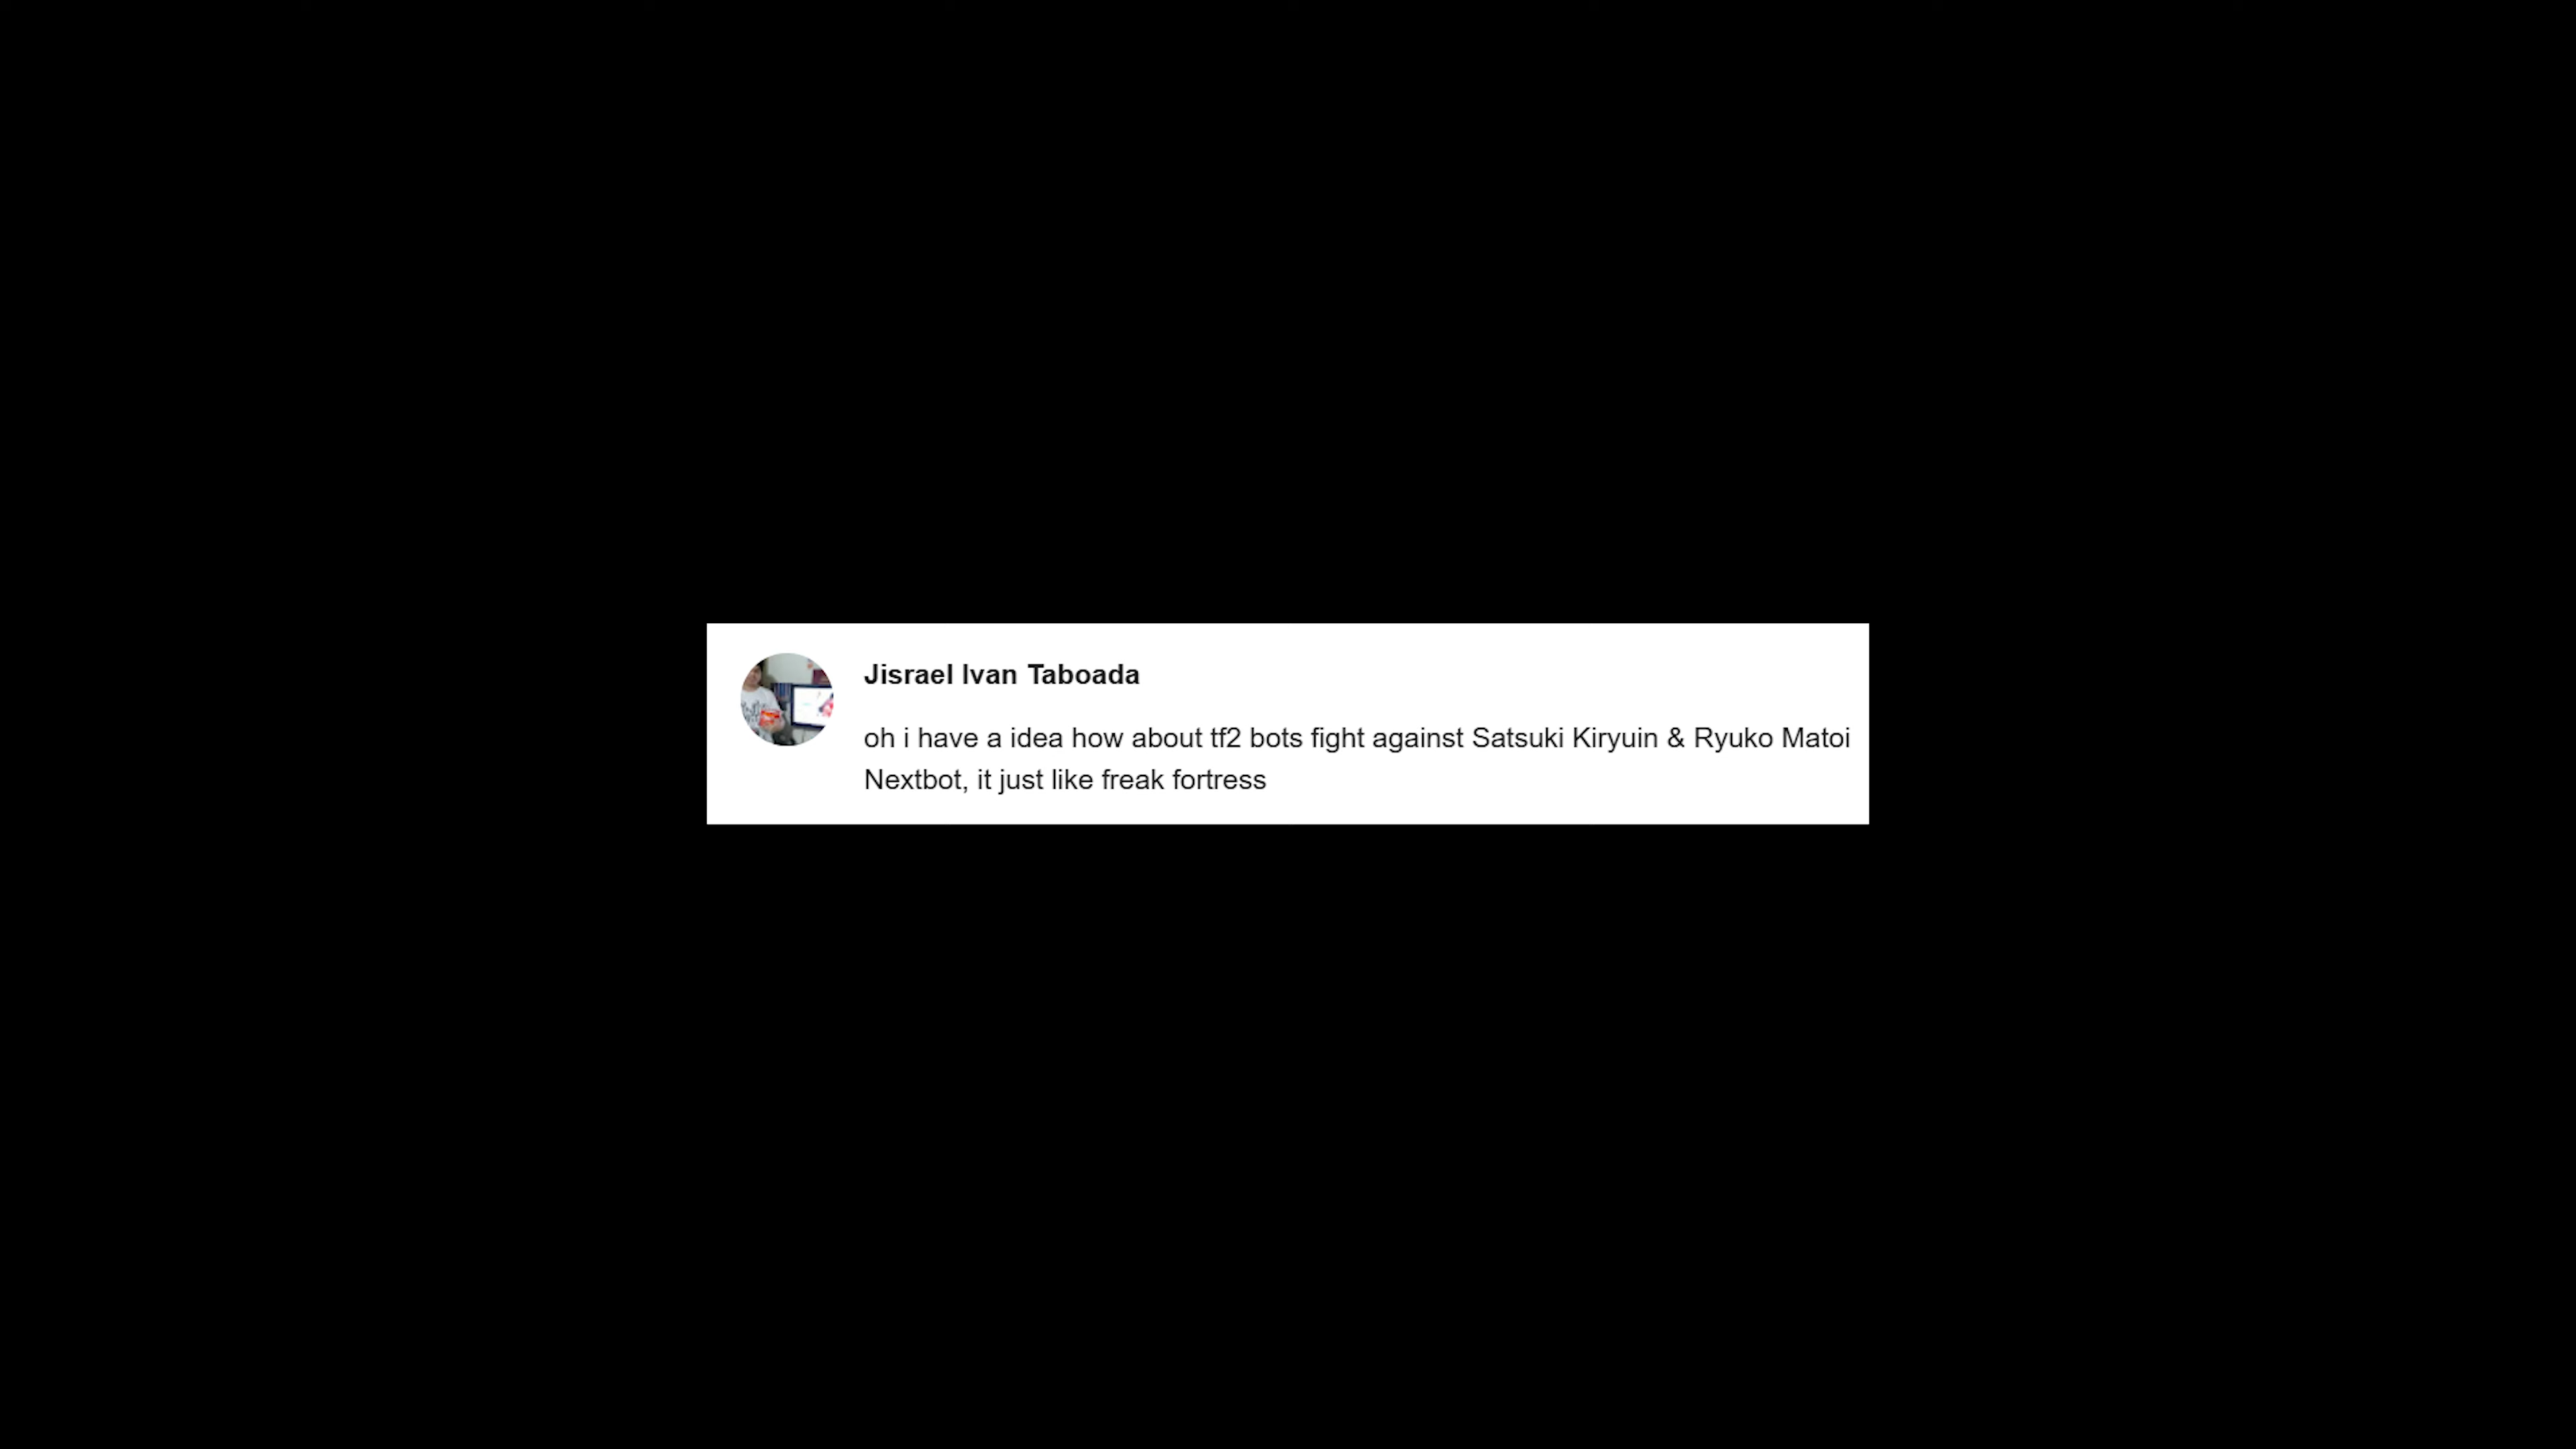 Jisrael Ivan Taboada
oh i have a idea how about tf2 bots fight against Satsuki Kiryuin & Ryuko Matoi
Nextbot, it just like freak fortress